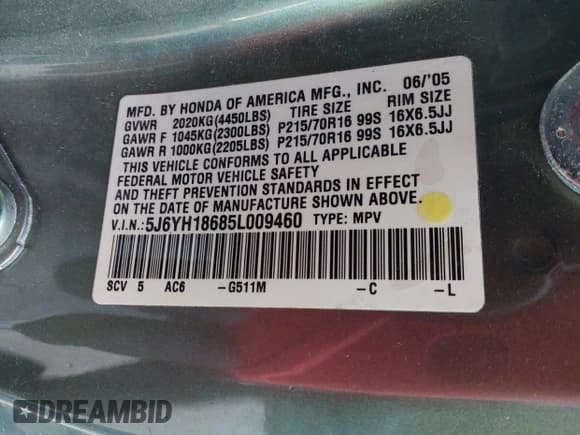 MFD. BY HONDA OF AMERICA MFG., INC. 06/'05
GVWR 2020KG(4450LBS) TIRE SIZE RIM SIZE
GAWR F 1045KG(2300LBS) P215/70R16 99S 16X6.5JJ
GAWR R 1000KG(2205LBS) P215/70R16 99S 16X6.5JJ
THIS VEHICLE CONFORMS TO ALL APPLICABLE
FEDERAL MOTOR VEHICLE SAFETY
AND THEFT PREVENTION STANDARDS IN EFFECT
ON THE DATE OF MANUFACTURE SHOWN ABOVE.
V.I.N.: 5J6YH18685L009460 TYPE: MPV
SCV 5 AC6 -G511M -C -L
DREAMBID